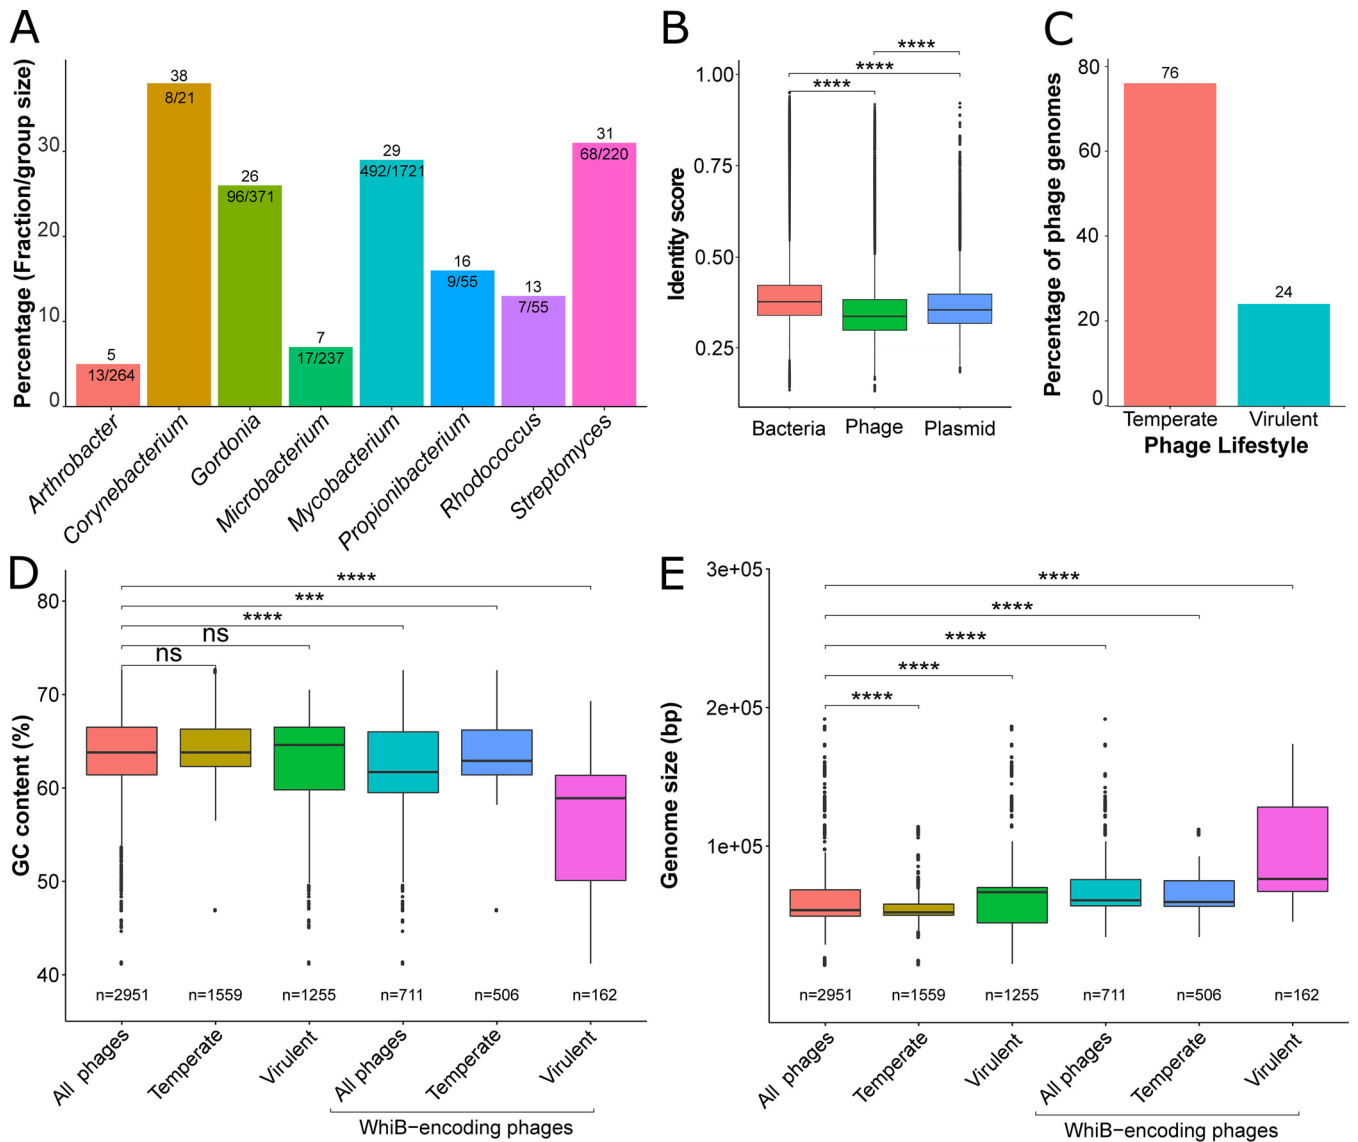 A
Percentage (Fraction/group size)
0
10
20
30
5
13/264
38
8/21
26
96/371
7
17/237
29
492/1721
16
9/55
13
7/55
31
68/220
Arthrobacter
Corynebacterium
Gordonia
Microbacterium
Mycobacterium
Propionibacterium
Rhodococcus
Streptomyces
B
Identity score
1.00
0.75
0.50
0.25
****
****
****
Bacteria
Phage
Plasmid
C
Percentage of phage genomes
80
60
40
20
0
76
24
Temperate
Virulent
Phage Lifestyle
D
GC content (%)
80
70
60
50
40
****
***
****
ns
ns
n=2951
n=1559
n=1255
n=711
n=506
n=162
All phages
Temperate
Virulent
All phages
Temperate
Virulent
WhiB−encoding phages
E
Genome size (bp)
3e+05
2e+05
1e+05
****
****
****
****
****
n=2951
n=1559
n=1255
n=711
n=506
n=162
All phages
Temperate
Virulent
All phages
Temperate
Virulent
WhiB−encoding phages